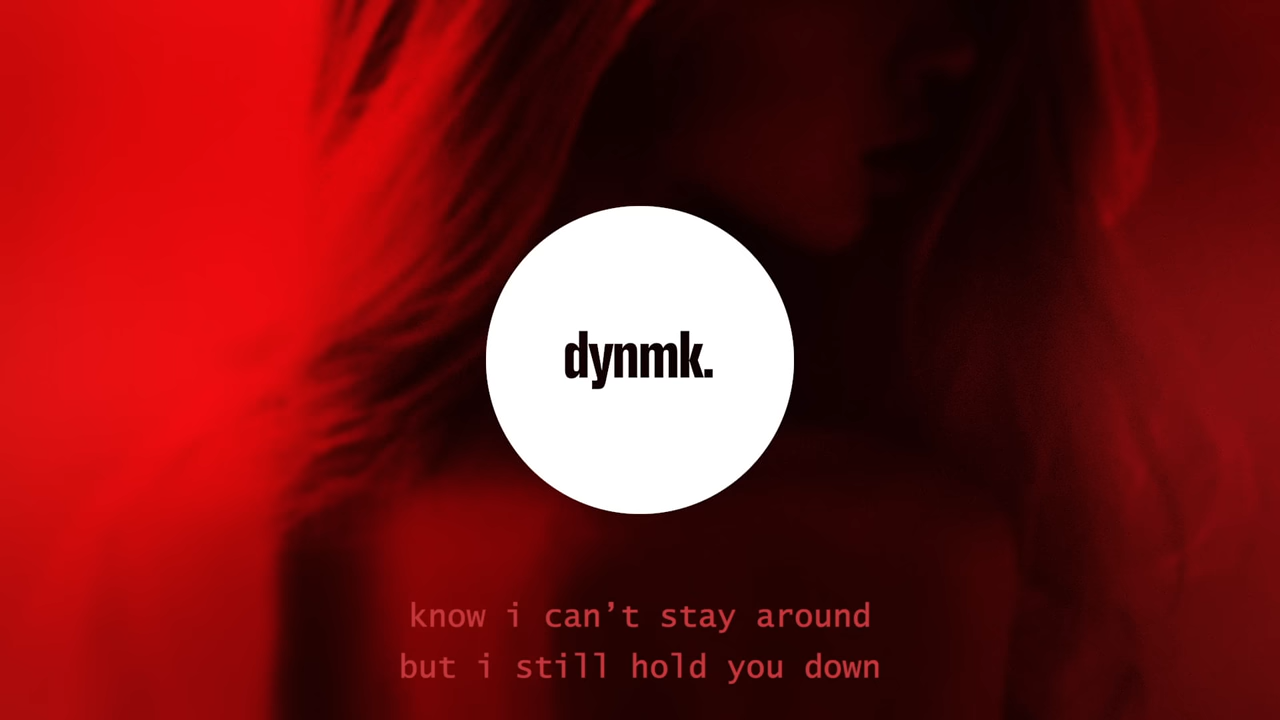 dynmk.
know i can’t stay around
but i still hold you down